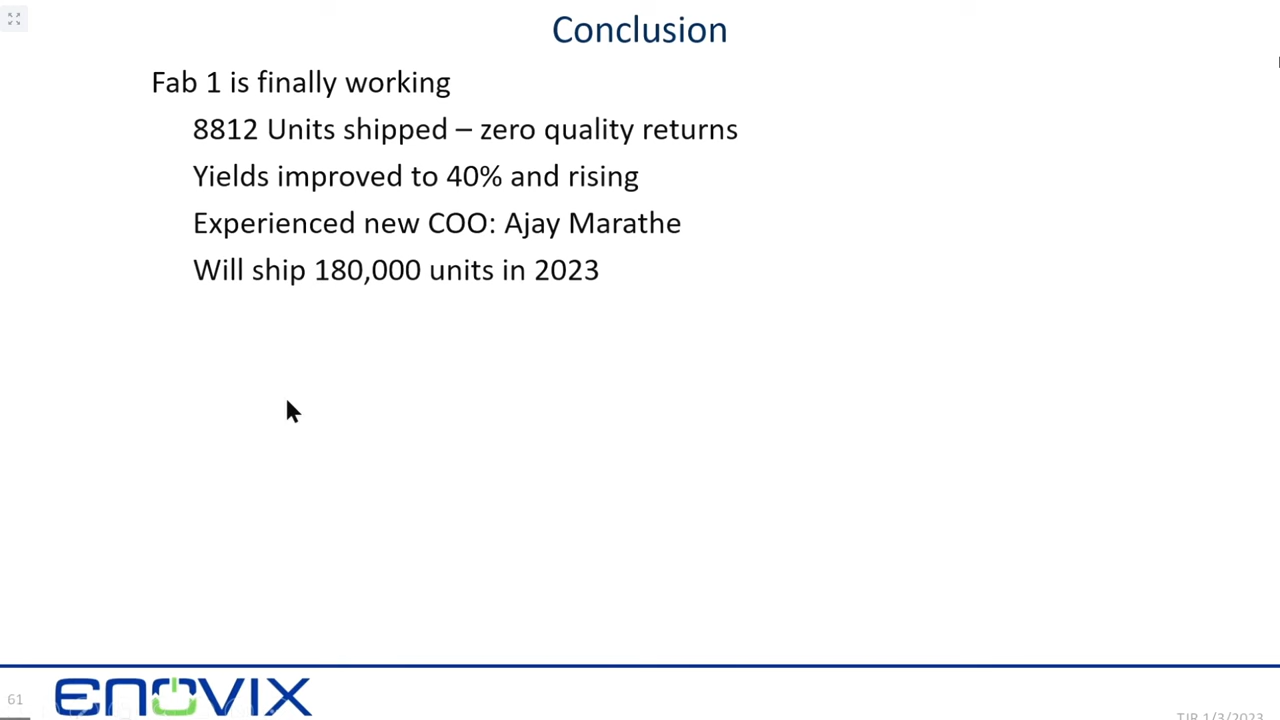 Conclusion
Fab 1 is finally working
8812 Units shipped – zero quality returns
Yields improved to 40% and rising
Experienced new COO: Ajay Marathe
Will ship 180,000 units in 2023
61
ENOVIX
TJR 1/3/2023